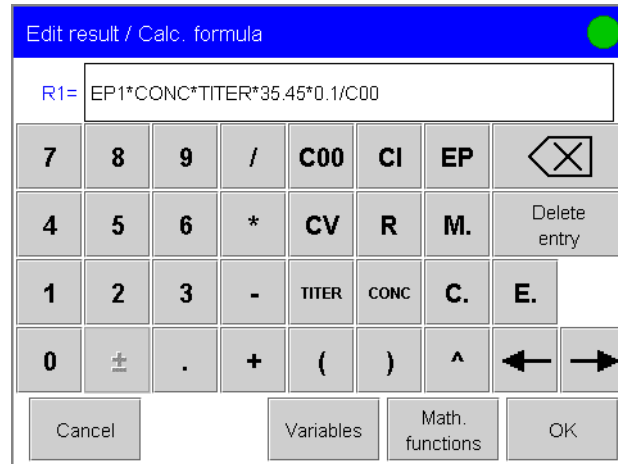 Edit result / Calc. formula
R1= EP1*CONC*TITER*35.45*0.1/C00
7 8 9 / C00 CI EP
4 5 6 * CV R M. Delete entry
1 2 3 - TITER CONC C. E.
0 ± . + ( ) ^
Cancel Variables Math. functions OK